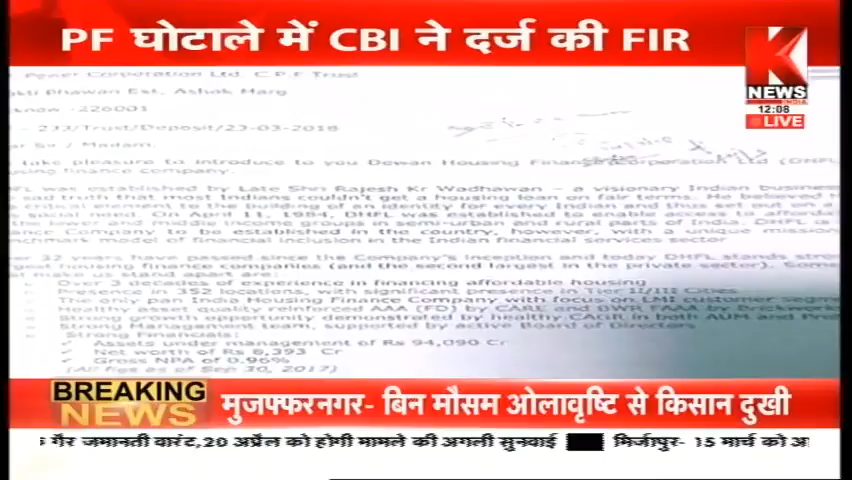 PF घोटाले में CBI ने दर्ज की FIR
K
NEWS
INDIA
12:08
LIVE
Power Corporation Ltd. C.P.F Trust
Bhawan Ext, Ashok Marg
-226001
233/Trust/Deposit/23-03-2018
Sir / Madam.
take pleasure to introduce to you Dewan Housing Finance Corporation Ltd (DHFL
finance company.
was established by Late Shri Rajesh Kr Wadhawan – a visionary Indian
sad truth that most Indians couldn't get a housing loan on fair terms. He believed
to the building of an identity for every Indian and thus set out on
social need. On April 11, 1984, DHFL was established to enable access to
lower and middle income groups in semi-urban and rural parts of India. DHFL is
company to be established in the country, however, with a unique
model of financial inclusion in the Indian financial services sector
32 years have passed since the Company's inception and today DHFL stands
housing finance companies (and the second largest in the private sector). Some
make us stand apart are:
Over 3 decades of experience in financing affordable housing
Presence in 352 locations, with significant presence in Tier II/III Cities
The only pan India Housing Finance Company with focus on LMI customer
Healthy asset quality reinforced AAA (FD) by CARE and BWR FAAA by
Strong growth opportunity demonstrated by healthy CAGR in both AUM and
Strong Management team, supported by active Board of Directors
Strong Financials:
✓ Assets under management of Rs 94,090 Cr
✓ Net worth of Rs 8,393 Cr
✓ Gross NPA of 0.96%
(All figs as of Sep 30, 2017)
BREAKING
NEWS
मुजफ्फरनगर- बिन मौसम ओलावृष्टि से किसान दुखी
गैर जमानती वारंट,20 अप्रैल को होगी मामले की अगली सुनवाई मिर्जापुर- 15 मार्च को